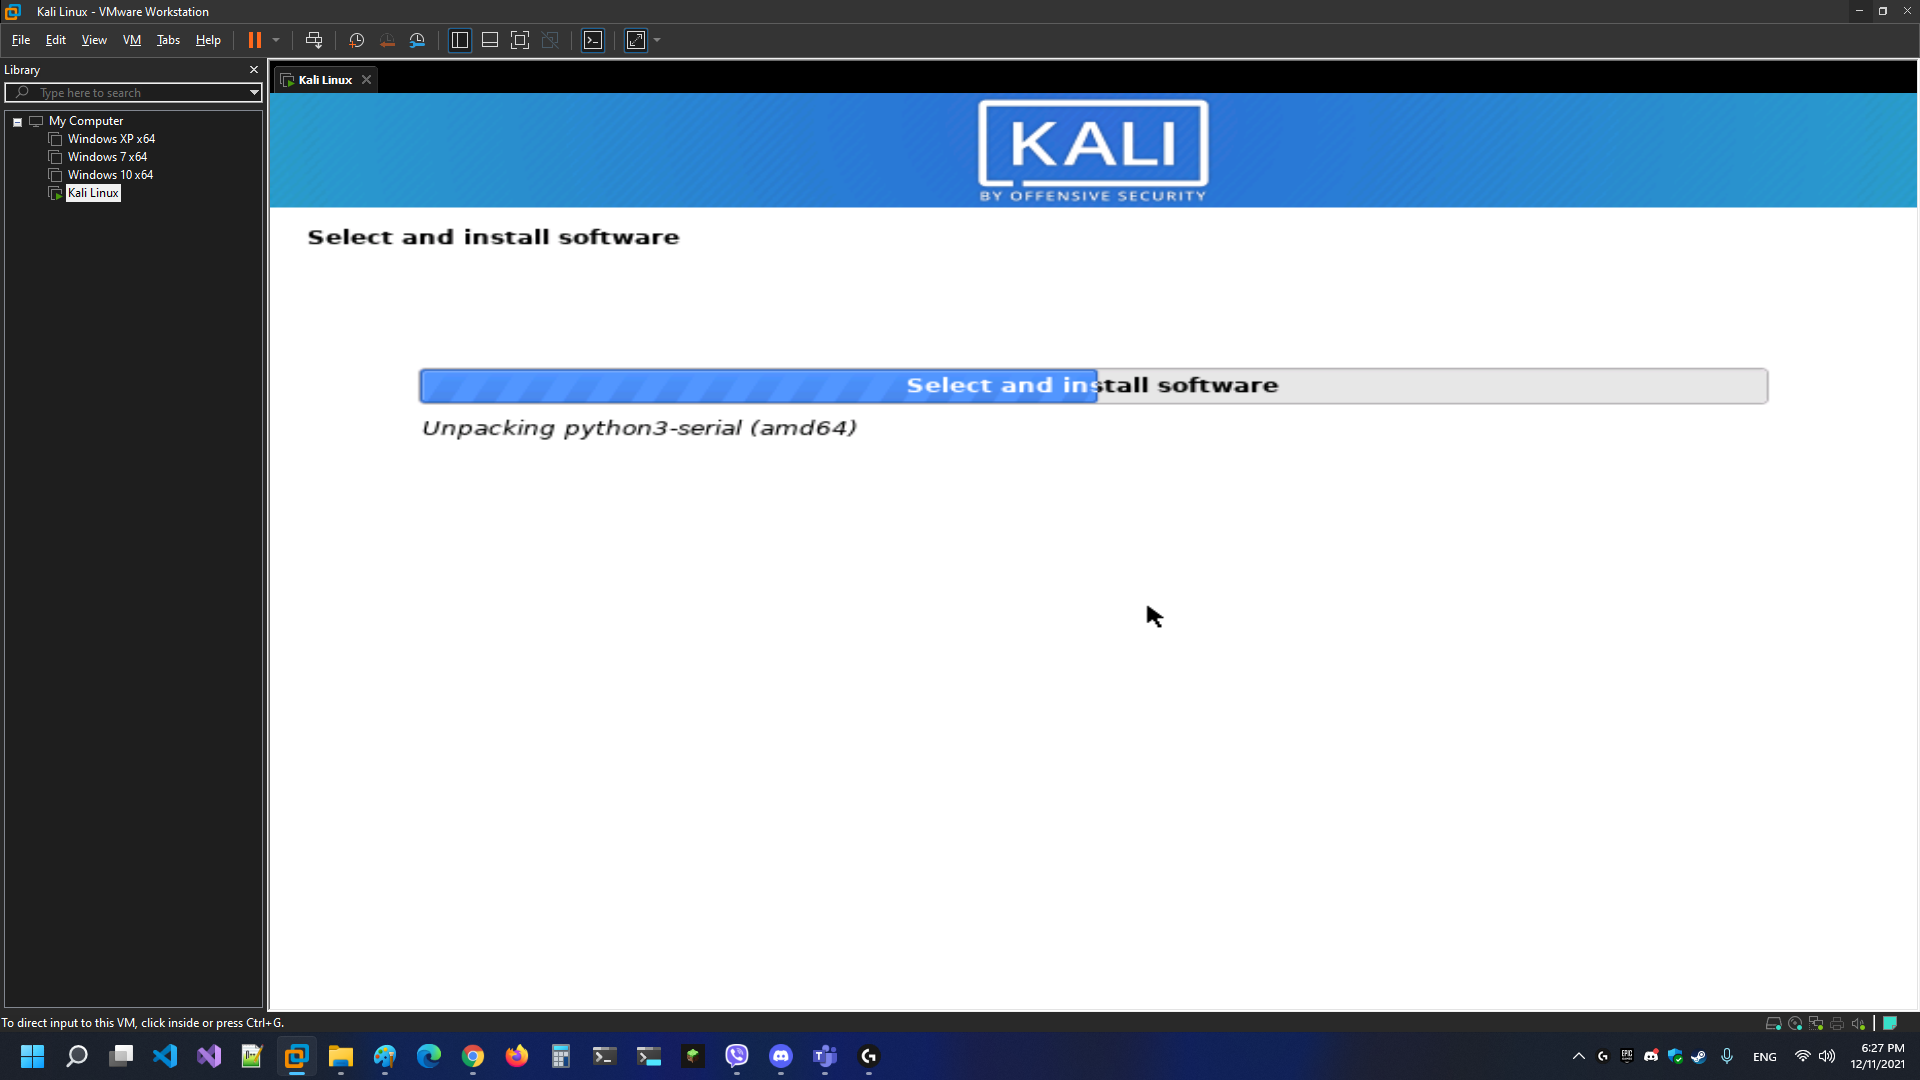 Kali Linux - VMware Workstation
File Edit View VM Tabs Help
Library
Type here to search
My Computer
Windows XP x64
Windows 7 x64
Windows 10 x64
Kali Linux
Kali Linux
KALI
BY OFFENSIVE SECURITY
Select and install software
Select and install software
Unpacking python3-serial (amd64)
To direct input to this VM, click inside or press Ctrl+G.
EPIC
ENG
6:27 PM
12/11/2021